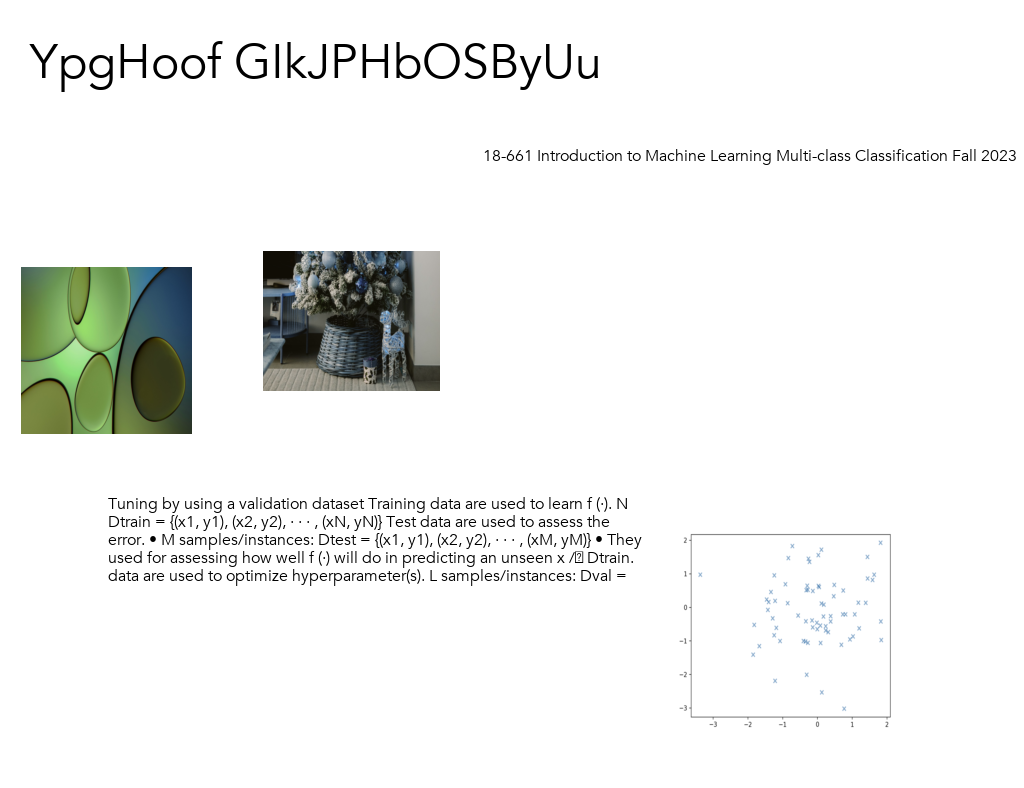 YpgHoof GIkJPHbOSByUu
18-661 Introduction to Machine Learning Multi-class Classification Fall 2023
Tuning by using a validation dataset Training data are used to learn f (·). N
Dtrain = {(x1, y1), (x2, y2), · · · , (xN, yN)} Test data are used to assess the
error. • M samples/instances: Dtest = {(x1, y1), (x2, y2), · · · , (xM, yM)} • They
used for assessing how well f (·) will do in predicting an unseen x / Dtrain.
data are used to optimize hyperparameter(s). L samples/instances: Dval =
2
1
0
−1
−2
−3
−3 −2 −1 0 1 2